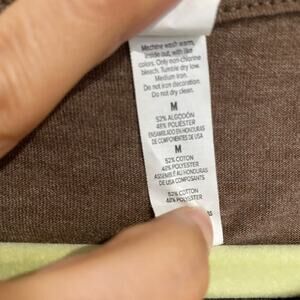 Machine wash warm,
inside out, with like
colors. Only non-chlorine
bleach. Tumble dry low.
Medium iron.
Do not iron decoration.
Do not dry clean.
M
52% ALGODÓN
48% POLIÉSTER
ENSAMBLADO EN HONDURAS
DE COMPONENTES DE USA
M
52% COTON
48% POLYESTER
ASSEMBLÉ AU HONDURAS
DE USA COMPOSANTS
52% COTTON
48% POLYESTER